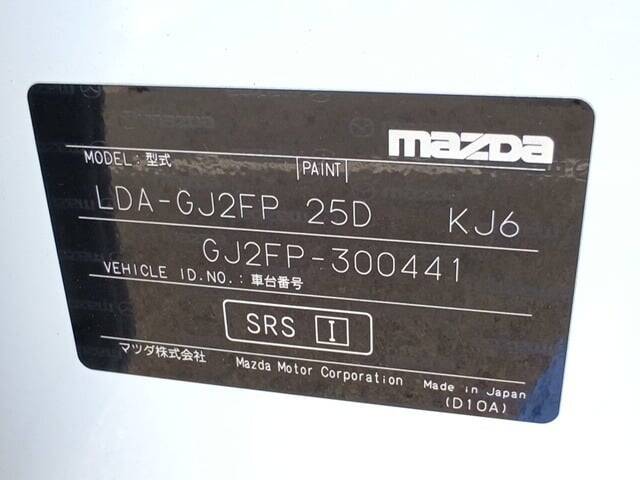 mazda
MODEL : 型式 PAINT
LDA-GJ2FP 25D KJ6
GJ2FP-300441
VEHICLE ID.NO.: 車台番号
SRS I
マツダ株式会社 Mazda Motor Corporation Made in Japan
(D10A)